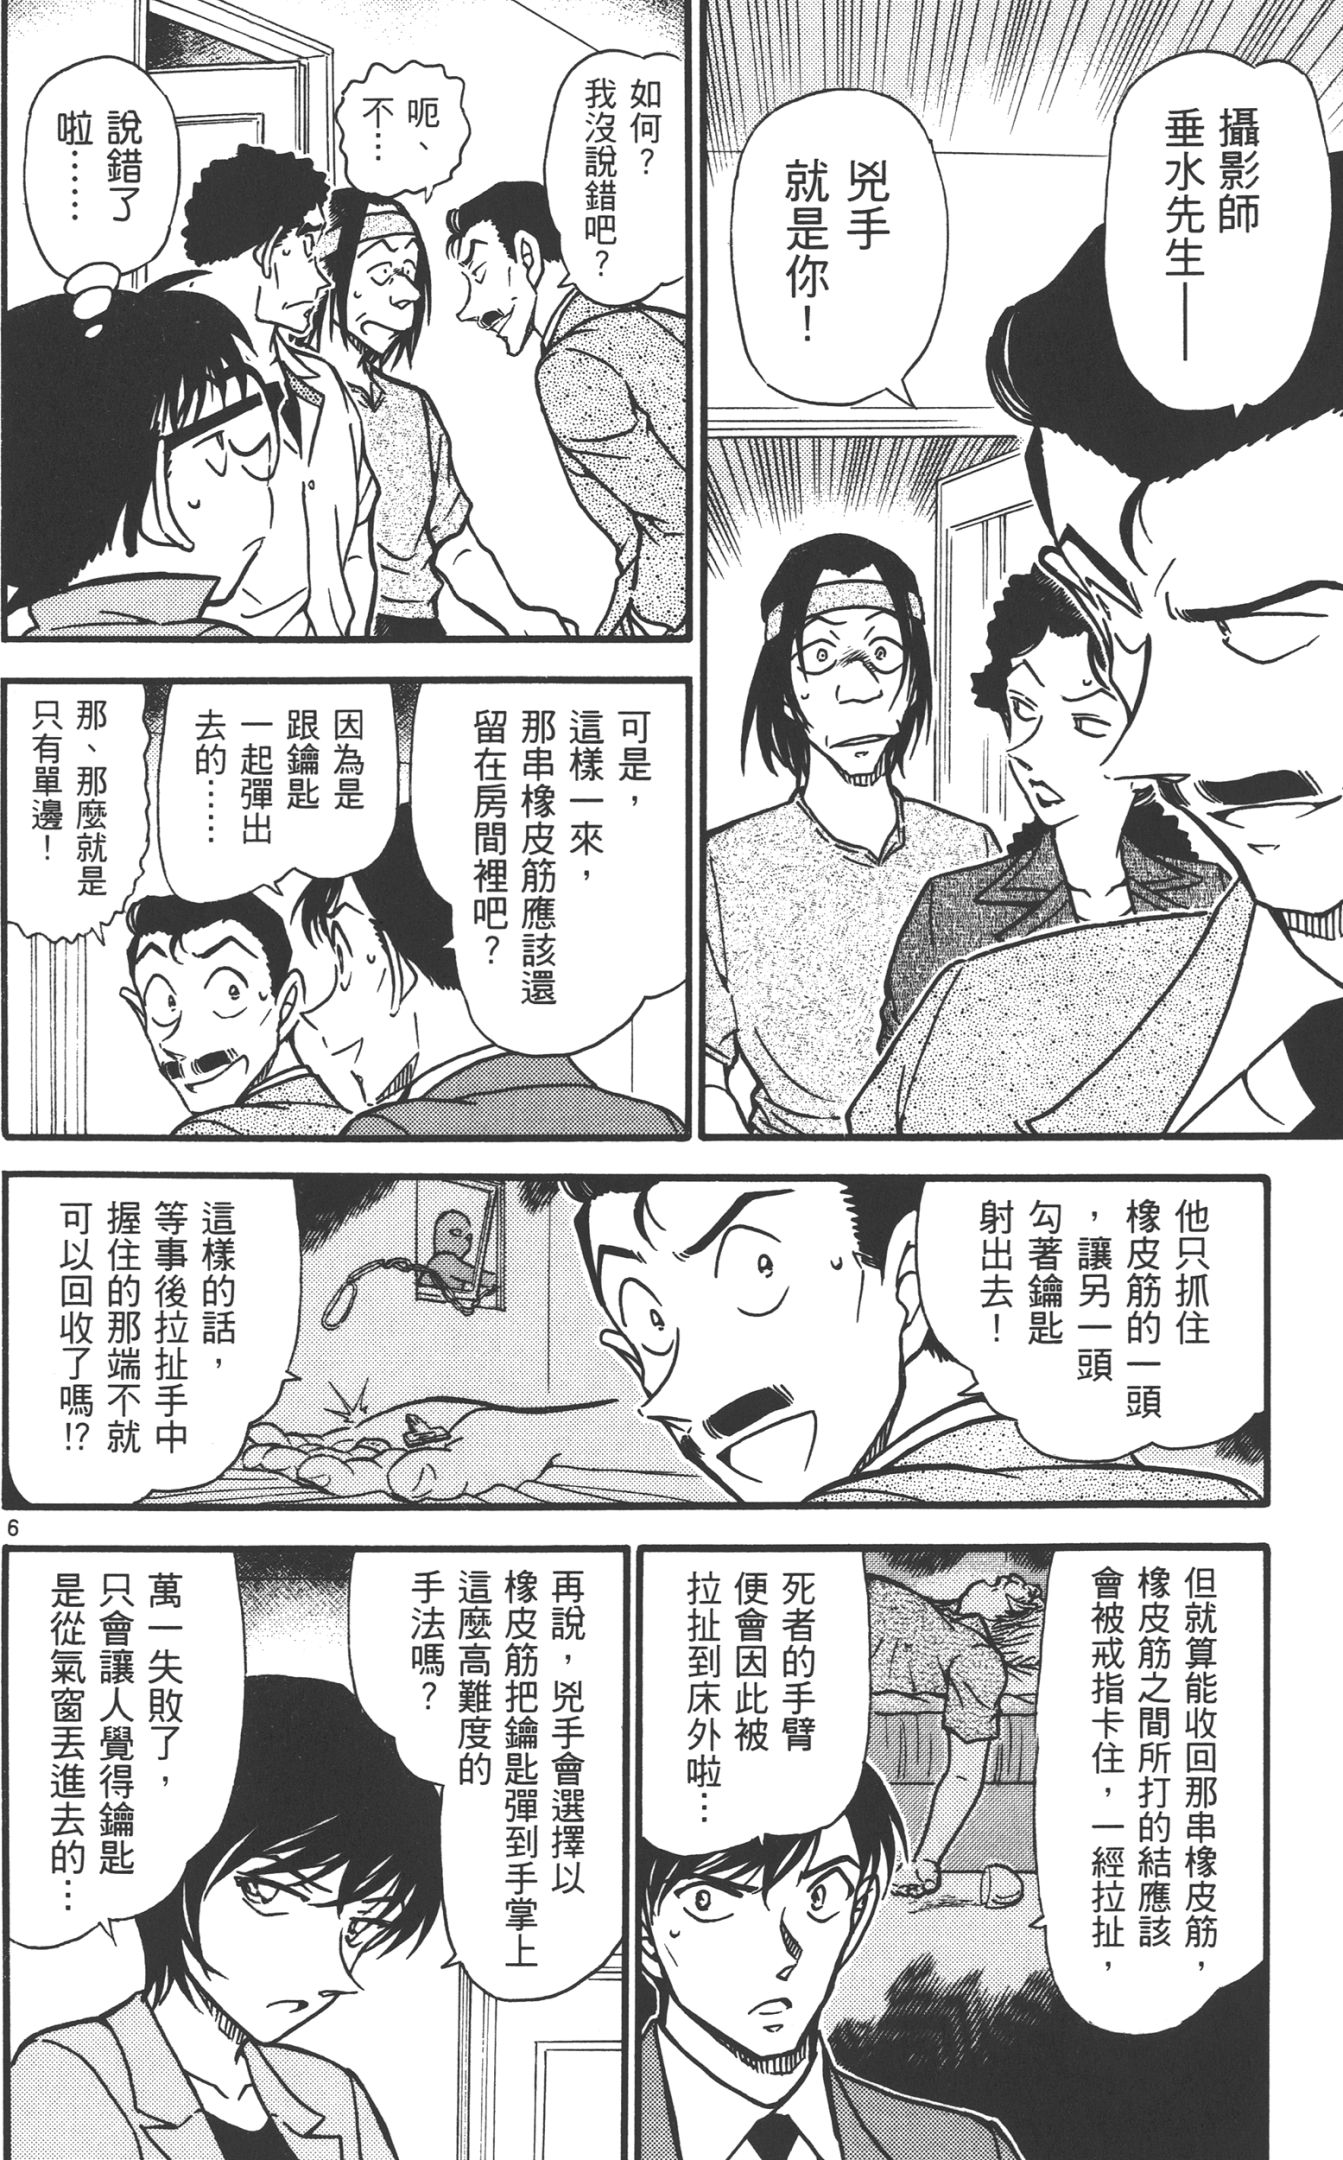 攝影師
垂水先生──
兇手
就是你！
如何？
我沒說錯吧？
呃、
不…
說錯了
啦……
可是，
這樣一來，
那串橡皮筋應該還
留在房間裡吧？
因為是
跟鑰匙
一起彈出
去的……
那、那麼就是
只有單邊！
他只抓住
橡皮筋的一頭
，讓另一頭
勾著鑰匙
射出去！
這樣的話，
等事後拉扯手中
握住的那端不就
可以回收了嗎!?
但就算能收回那串橡皮筋，
橡皮筋之間所打的結應該
會被戒指卡住，一經拉扯，
死者的手臂
便會因此被
拉扯到床外啦…
再說，兇手會選擇以
橡皮筋把鑰匙彈到手掌上
這麼高難度的
手法嗎？
萬一失敗了，
只會讓人覺得鑰匙
是從氣窗丟進去的…
6